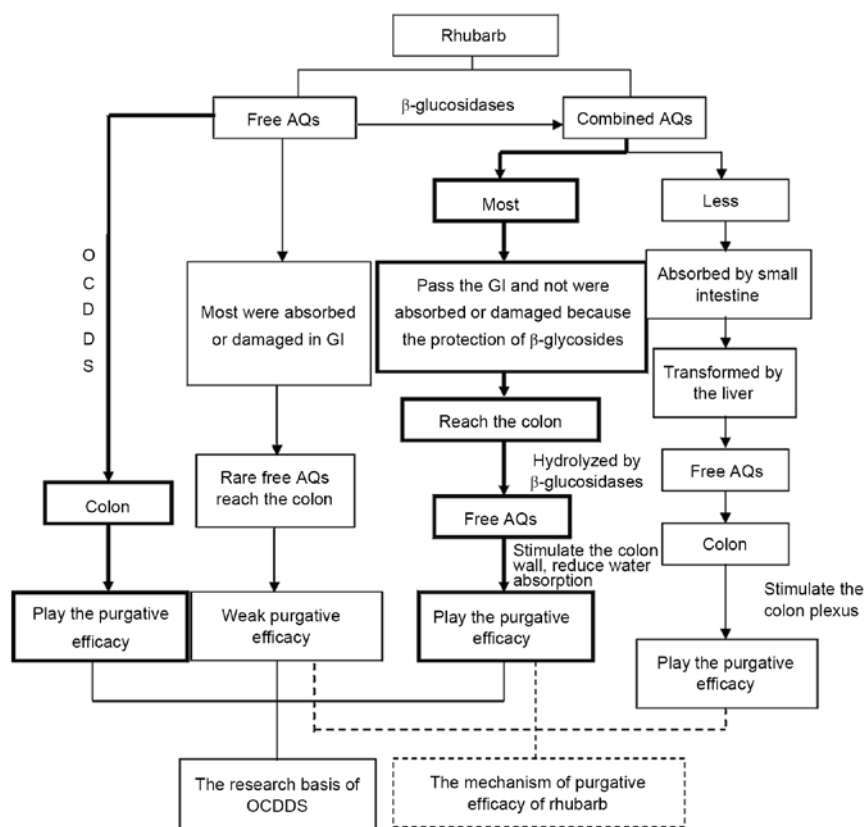 Rhubarb
β-glucosidases
Free AQs
Combined AQs
Most
Less
O
C
D
D
S
Most were absorbed
or damaged in GI
Pass the GI and not were
absorbed or damaged because
the protection of β-glycosides
Absorbed by small
intestine
Transformed by
the liver
Reach the colon
Rare free AQs
reach the colon
Hydrolyzed by
β-glucosidases
Free AQs
Colon
Free AQs
Stimulate the colon
wall, reduce water
absorption
Colon
Stimulate the
colon plexus
Play the purgative
efficacy
Weak purgative
efficacy
Play the purgative
efficacy
Play the purgative
efficacy
The research basis of
OCDDS
The mechanism of purgative
efficacy of rhubarb